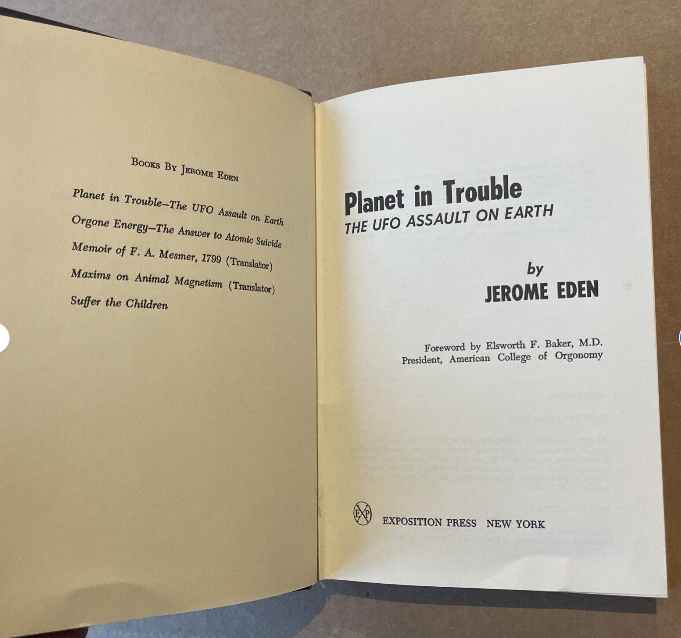 BOOKS BY JEROME EDEN
Planet in Trouble—The UFO Assault on Earth
Orgone Energy—The Answer to Atomic Suicide
Memoir of F. A. Mesmer, 1799 (Translator)
Maxims on Animal Magnetism (Translator)
Suffer the Children
Planet in Trouble
THE UFO ASSAULT ON EARTH
by
JEROME EDEN
Foreword by Elsworth F. Baker, M.D.
President, American College of Orgonomy
EXP
EXPOSITION PRESS NEW YORK